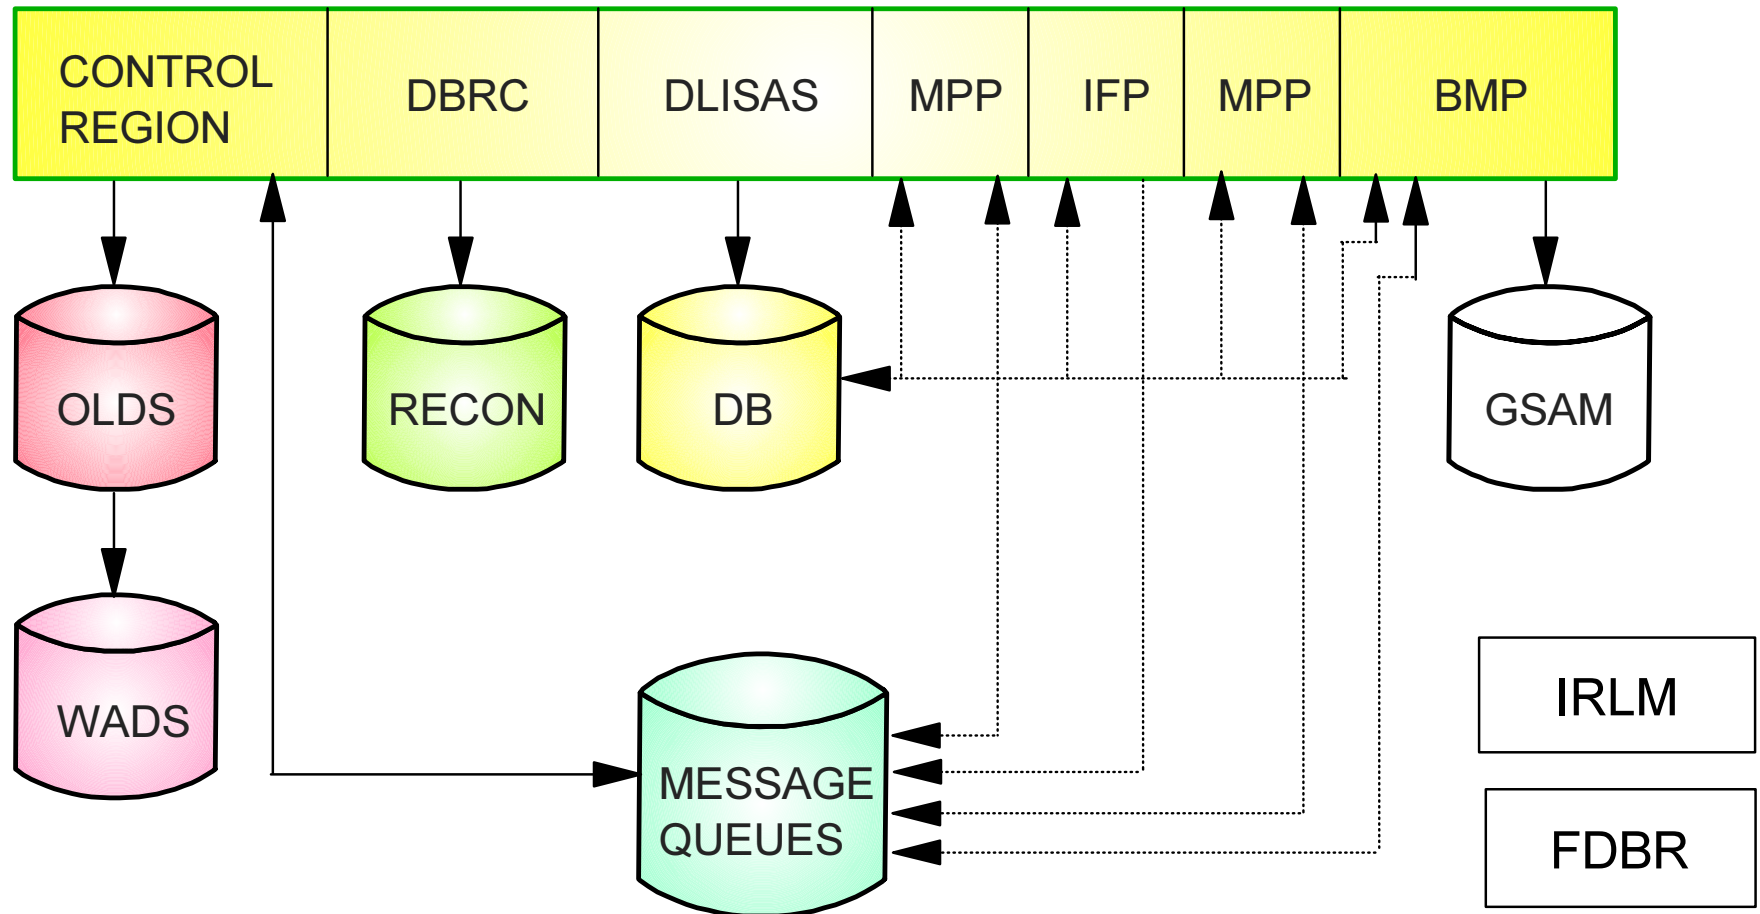 CONTROL
REGION
DBRC
DLISAS
MPP
IFP
MPP
BMP
OLDS
RECON
DB
GSAM
WADS
MESSAGE
QUEUES
IRLM
FDBR